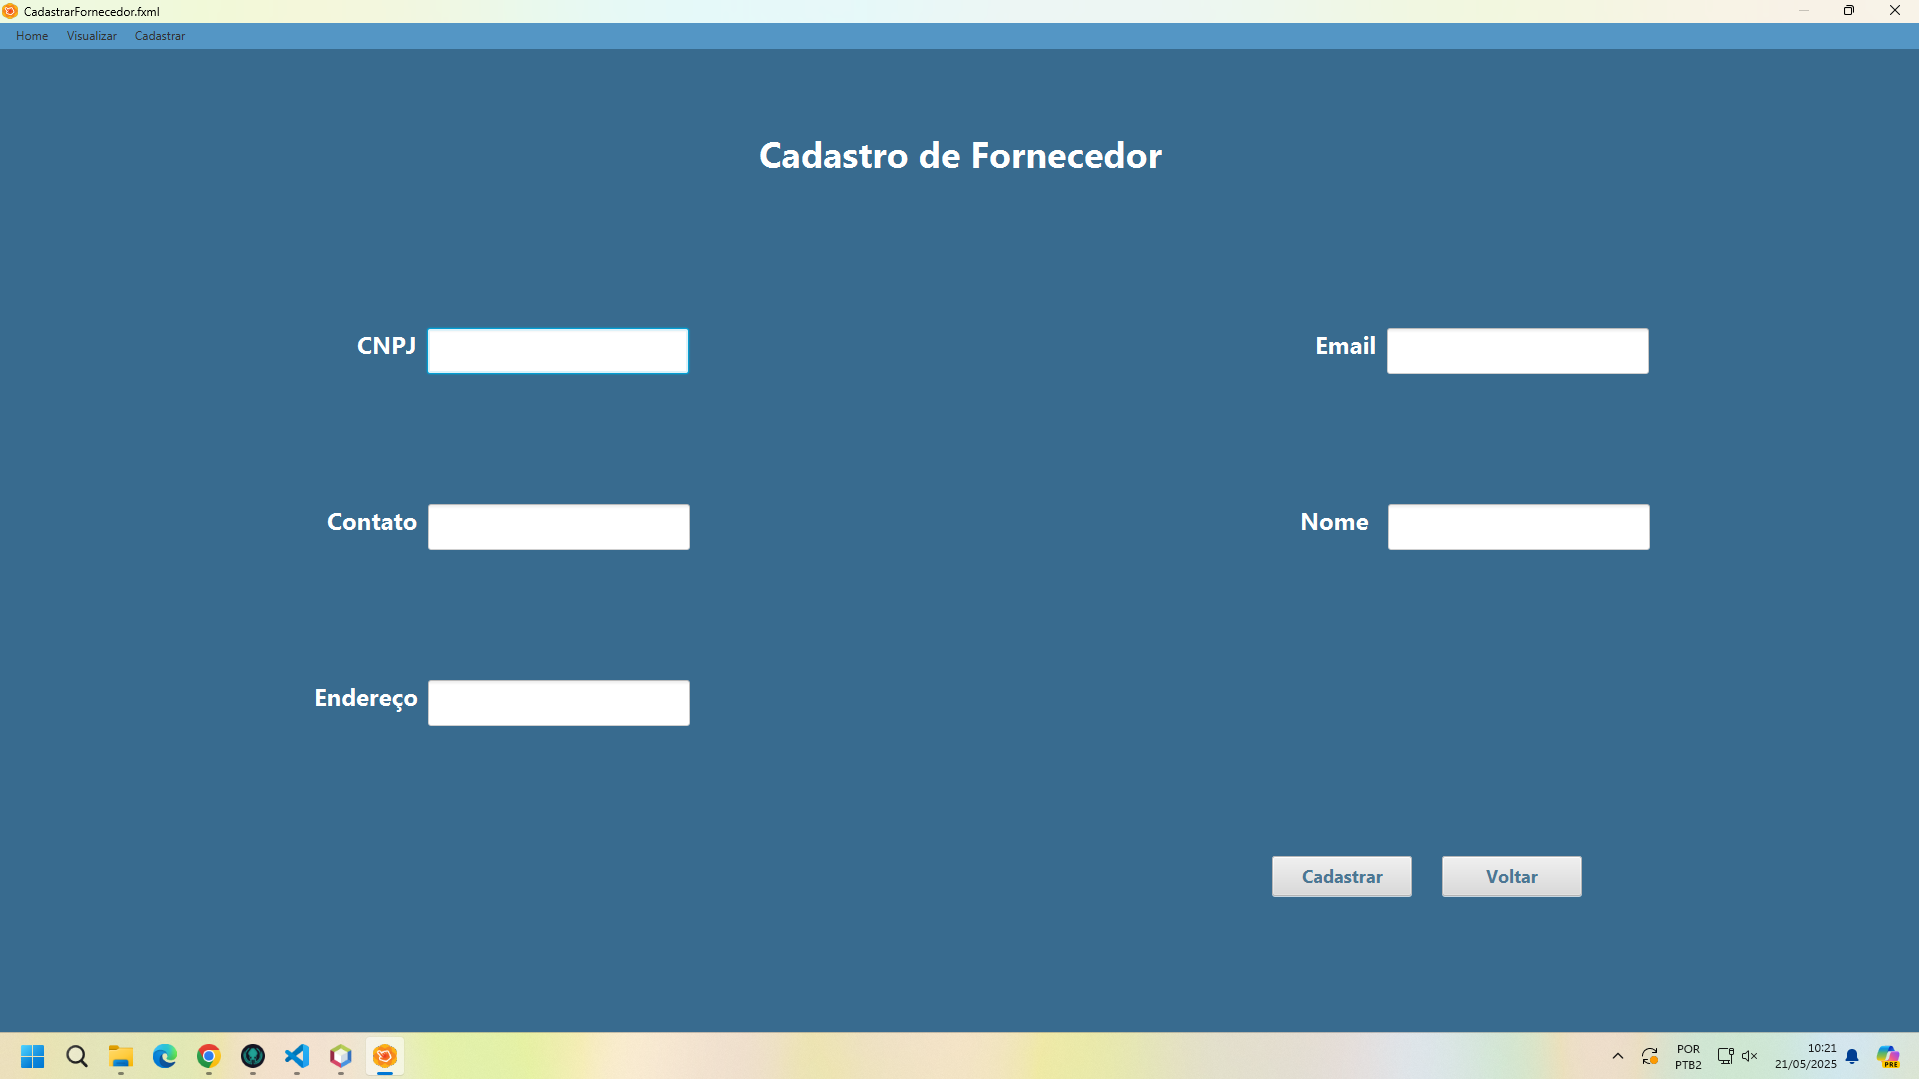 CadastrarFornecedor.fxml
Home Visualizar Cadastrar
Cadastro de Fornecedor
CNPJ
Email
Contato
Nome
Endereço
Cadastrar Voltar
POR
PTB2
10:21
21/05/2025
PRE